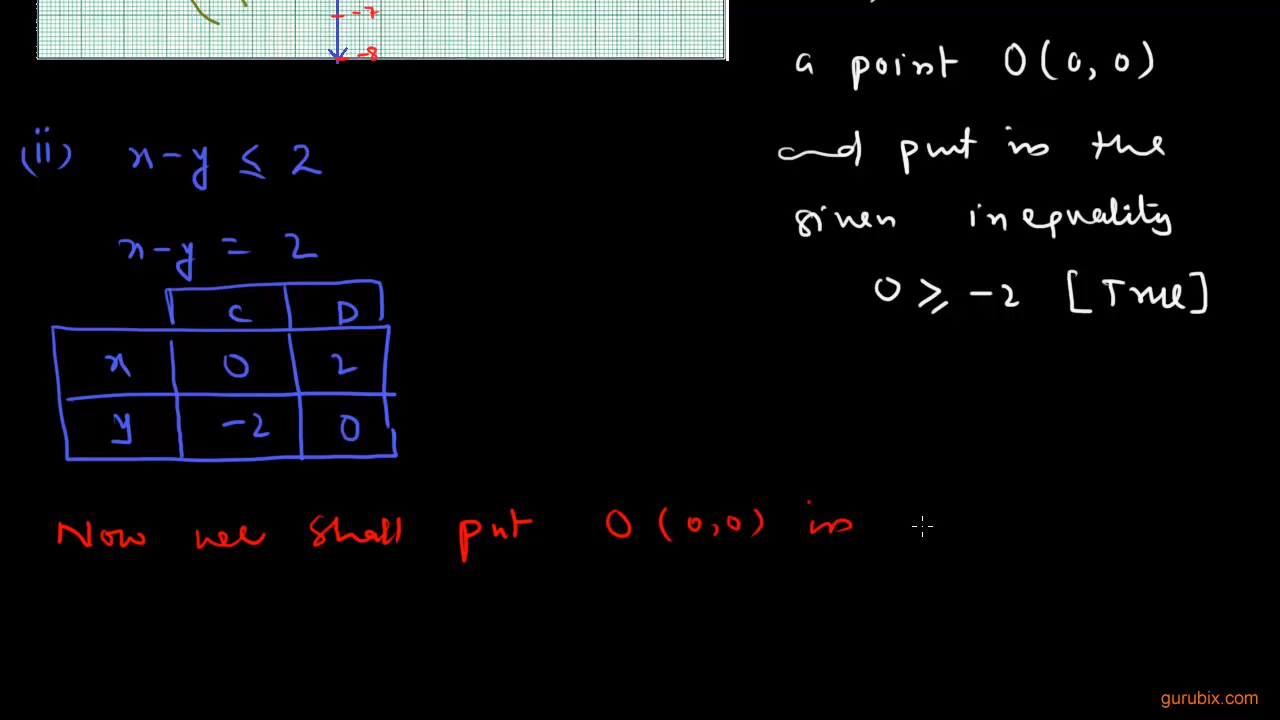 -7
-8
a point O(0,0)
and put in the
given inequality
0 ≥ -2 [True]
(ii) x-y ≤ 2
x-y = 2
C D
x 0 2
y -2 0
Now we shall put O (0,0) in
gurubix.com